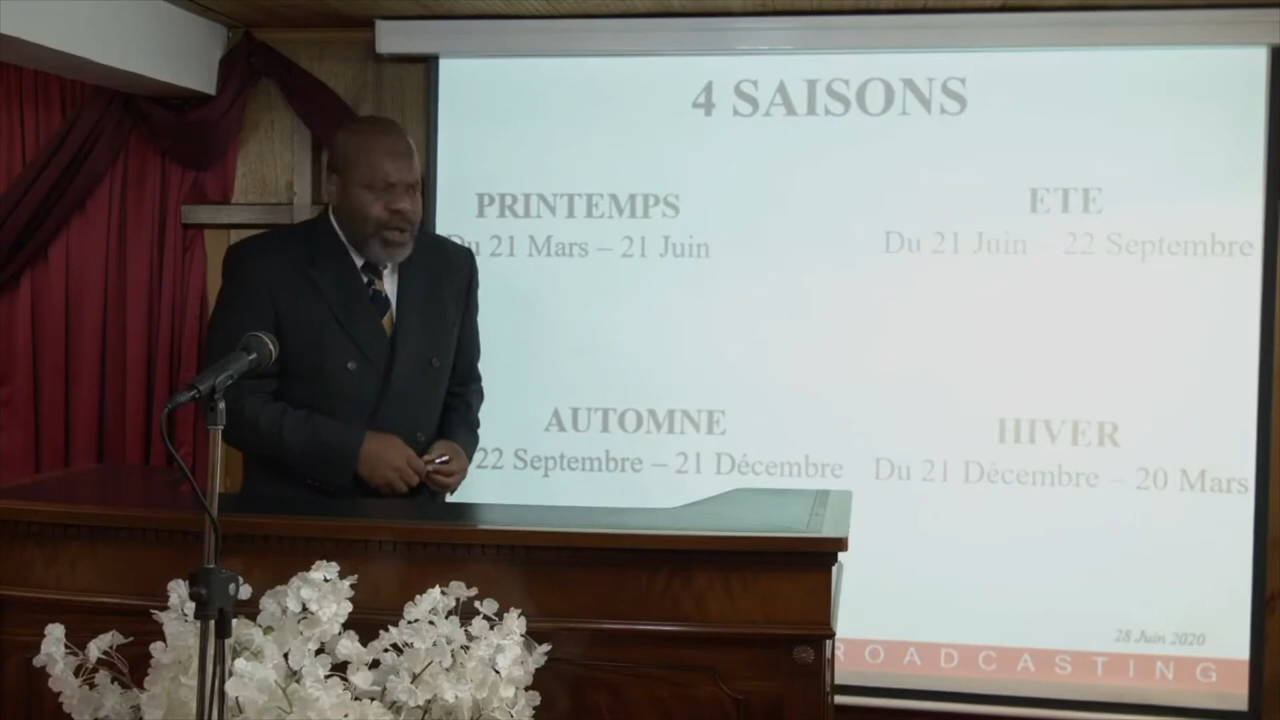 4 SAISONS
PRINTEMPS
Du 21 Mars – 21 Juin
ETE
Du 21 Juin – 22 Septembre
AUTOMNE
22 Septembre – 21 Décembre
HIVER
Du 21 Décembre – 20 Mars
28 Juin 2020
ROADCASTING